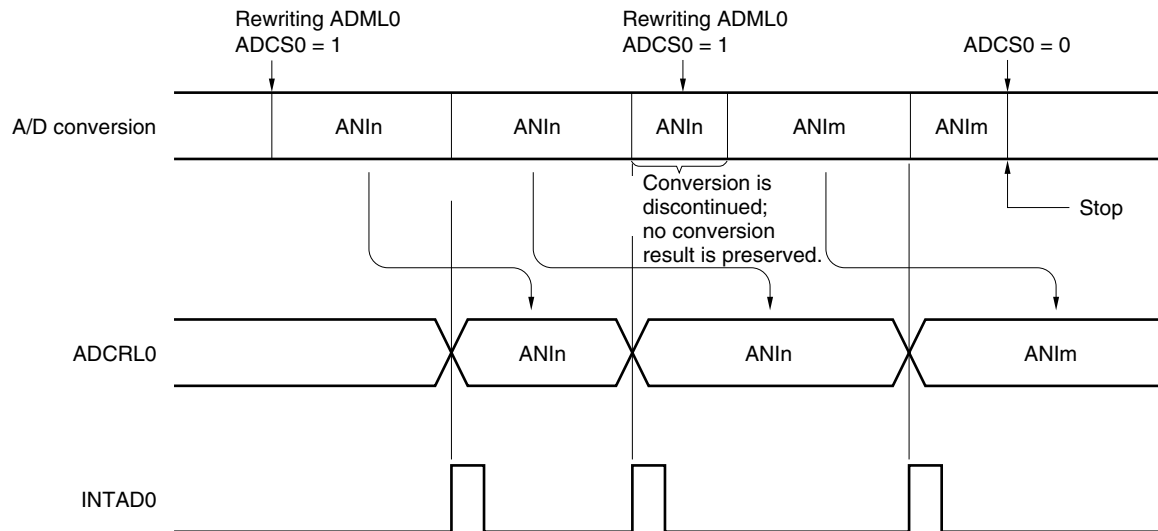 Rewriting ADML0
ADCS0 = 1
Rewriting ADML0
ADCS0 = 1
ADCS0 = 0
A/D conversion
ANIn
ANIn
ANIn
ANIm
ANIm
Conversion is
discontinued;
no conversion
result is preserved.
Stop
ADCRL0
ANIn
ANIn
ANIm
INTAD0